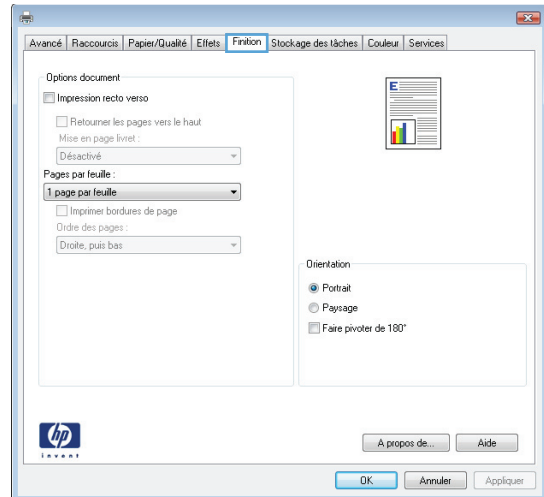 Avancé Raccourcis Papier/Qualité Effets Finition Stockage des tâches Couleur Services
Options document
Impression recto verso
Retourner les pages vers le haut
Mise en page livret :
Désactivé
Pages par feuille :
1 page par feuille
Imprimer bordures de page
Ordre des pages :
Droite, puis bas
E
Orientation
Portrait
Paysage
Faire pivoter de 180°
hp
invent
A propos de...
Aide
OK
Annuler
Appliquer